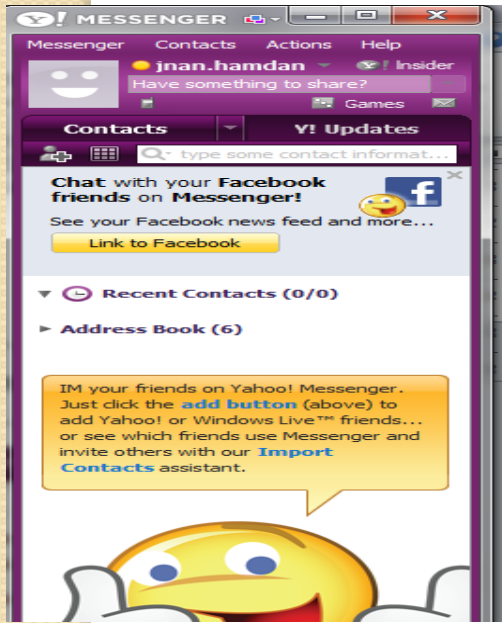 Y! MESSENGER
Messenger Contacts Actions Help
jnan.hamdan Y! Insider
Have something to share?
Games
Contacts Y! Updates
type some contact informat...
Chat with your Facebook
friends on Messenger!
See your Facebook news feed and more...
Link to Facebook
Recent Contacts (0/0)
Address Book (6)
IM your friends on Yahoo! Messenger.
Just click the add button (above) to
add Yahoo! or Windows Live™ friends...
or see which friends use Messenger and
invite others with our Import
Contacts assistant.